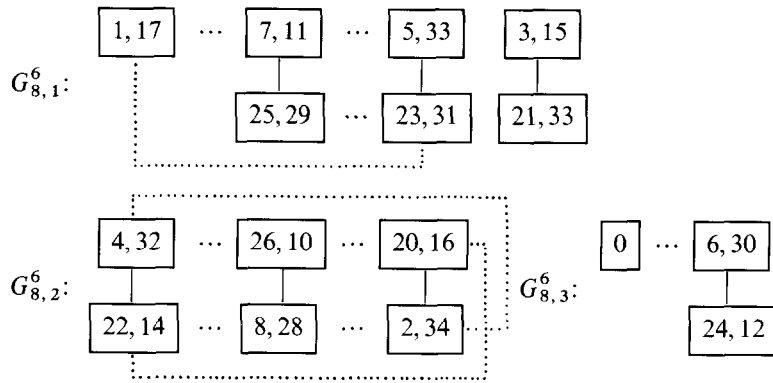 1, 17 ··· 7, 11 ··· 5, 33 3, 15
G^6_{8,1}:
25, 29 ··· 23, 31 21, 33
4, 32 ··· 26, 10 ··· 20, 16 0 ··· 6, 30
G^6_{8,2}: G^6_{8,3}:
22, 14 ··· 8, 28 ··· 2, 34 24, 12